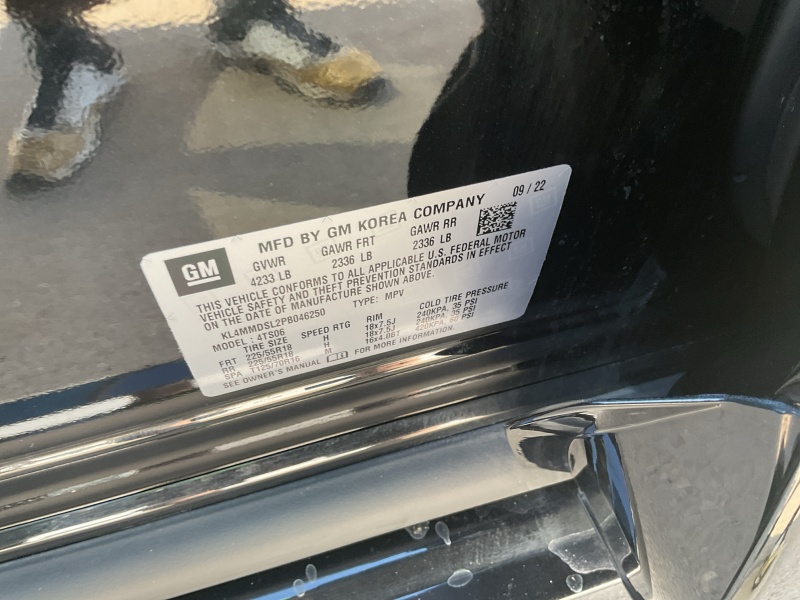 GM
MFD BY GM KOREA COMPANY 09 / 22
GVWR GAWR FRT GAWR RR
4233 LB 2336 LB 2336 LB
THIS VEHICLE CONFORMS TO ALL APPLICABLE U.S. FEDERAL MOTOR
VEHICLE SAFETY AND THEFT PREVENTION STANDARDS IN EFFECT
ON THE DATE OF MANUFACTURE SHOWN ABOVE.
KL4MMDSL2PB046250 TYPE: MPV
MODEL: 4TS06
TIRE SIZE SPEED RTG RIM COLD TIRE PRESSURE
FRT 225/55R18 H 18x7.5J 240KPA, 35 PSI
RR 225/55R18 H 18x7.5J 240KPA, 35 PSI
SPA T125/70R16 M 16x4.0BT 420KPA, 60 PSI
SEE OWNER'S MANUAL FOR MORE INFORMATION.